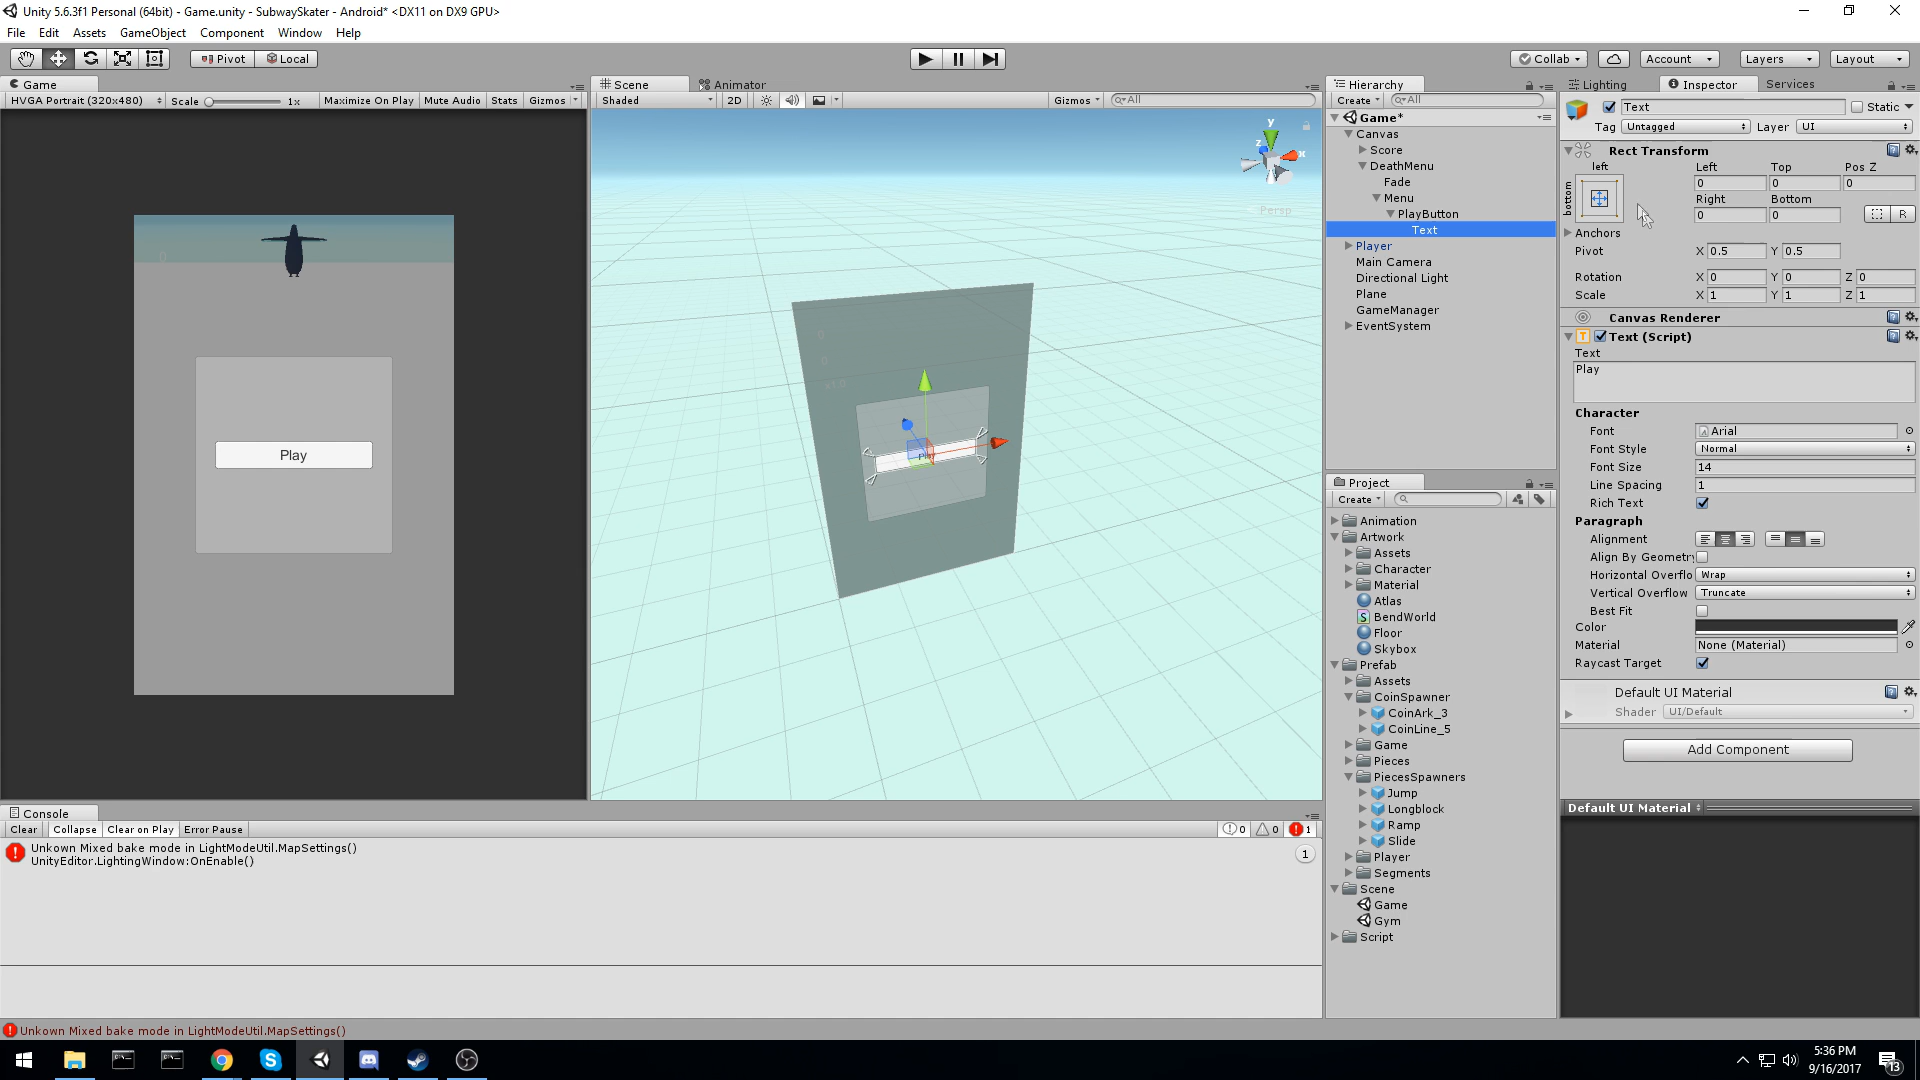 Unity 5.6.3f1 Personal (64bit) - Game.unity - SubwaySkater - Android* <DX11 on DX9 GPU>
File Edit Assets GameObject Component Window Help
Pivot Local Collab Account Layers Layout
Game
HVGA Portrait (320x480) Scale 1x Maximize On Play Mute Audio Stats Gizmos
0
Play
Scene Animator
Shaded 2D Gizmos All
y
z
x
Persp
0
0
x1.0
Play
Hierarchy
Create All
Game*
Canvas
Score
DeathMenu
Fade
Menu
PlayButton
Text
Player
Main Camera
Directional Light
Plane
GameManager
EventSystem
Project
Create
Animation
Artwork
Assets
Character
Material
Atlas
BendWorld
Floor
Skybox
Prefab
Assets
CoinSpawner
CoinArk_3
CoinLine_5
Game
Pieces
PiecesSpawners
Jump
Longblock
Ramp
Slide
Player
Segments
Scene
Game
Gym
Script
Lighting Inspector Services
Text Static
Tag Untagged Layer UI
Rect Transform
left Left Top Pos Z
bottom
0 0 0
Right Bottom
0 0 R
Anchors
Pivot X 0.5 Y 0.5
Rotation X 0 Y 0 Z 0
Scale X 1 Y 1 Z 1
Canvas Renderer
Text (Script)
Text
Play
Character
Font Arial
Font Style Normal
Font Size 14
Line Spacing 1
Rich Text
Paragraph
Alignment
Align By Geometry
Horizontal Overflo Wrap
Vertical Overflow Truncate
Best Fit
Color
Material None (Material)
Raycast Target
Default UI Material
Shader UI/Default
Add Component
Default UI Material
Console
Clear Collapse Clear on Play Error Pause 0 0 1
Unkown Mixed bake mode in LightModeUtil.MapSettings()
UnityEditor.LightingWindow:OnEnable()
1
Unkown Mixed bake mode in LightModeUtil.MapSettings()
5:36 PM
9/16/2017
13